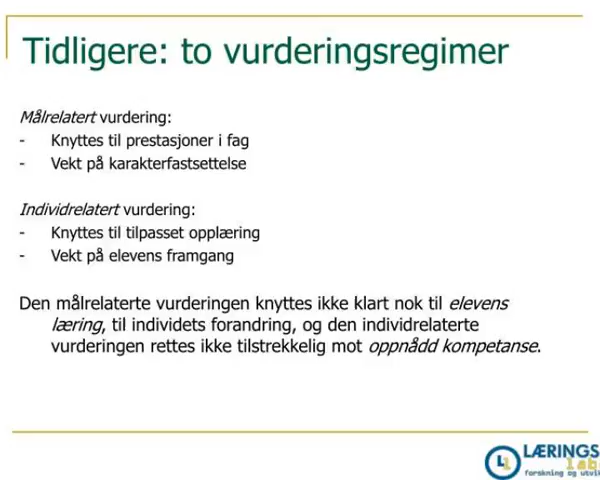 Tidligere: to vurderingsregimer
Målrelatert vurdering:
- Knyttes til prestasjoner i fag
- Vekt på karakterfastsettelse
Individrelatert vurdering:
- Knyttes til tilpasset opplæring
- Vekt på elevens framgang
Den målrelaterte vurderingen knyttes ikke klart nok til elevens
læring, til individets forandring, og den individrelaterte
vurderingen rettes ikke tilstrekkelig mot oppnådd kompetanse.
LÆRINGS
lab
forskning og utvik